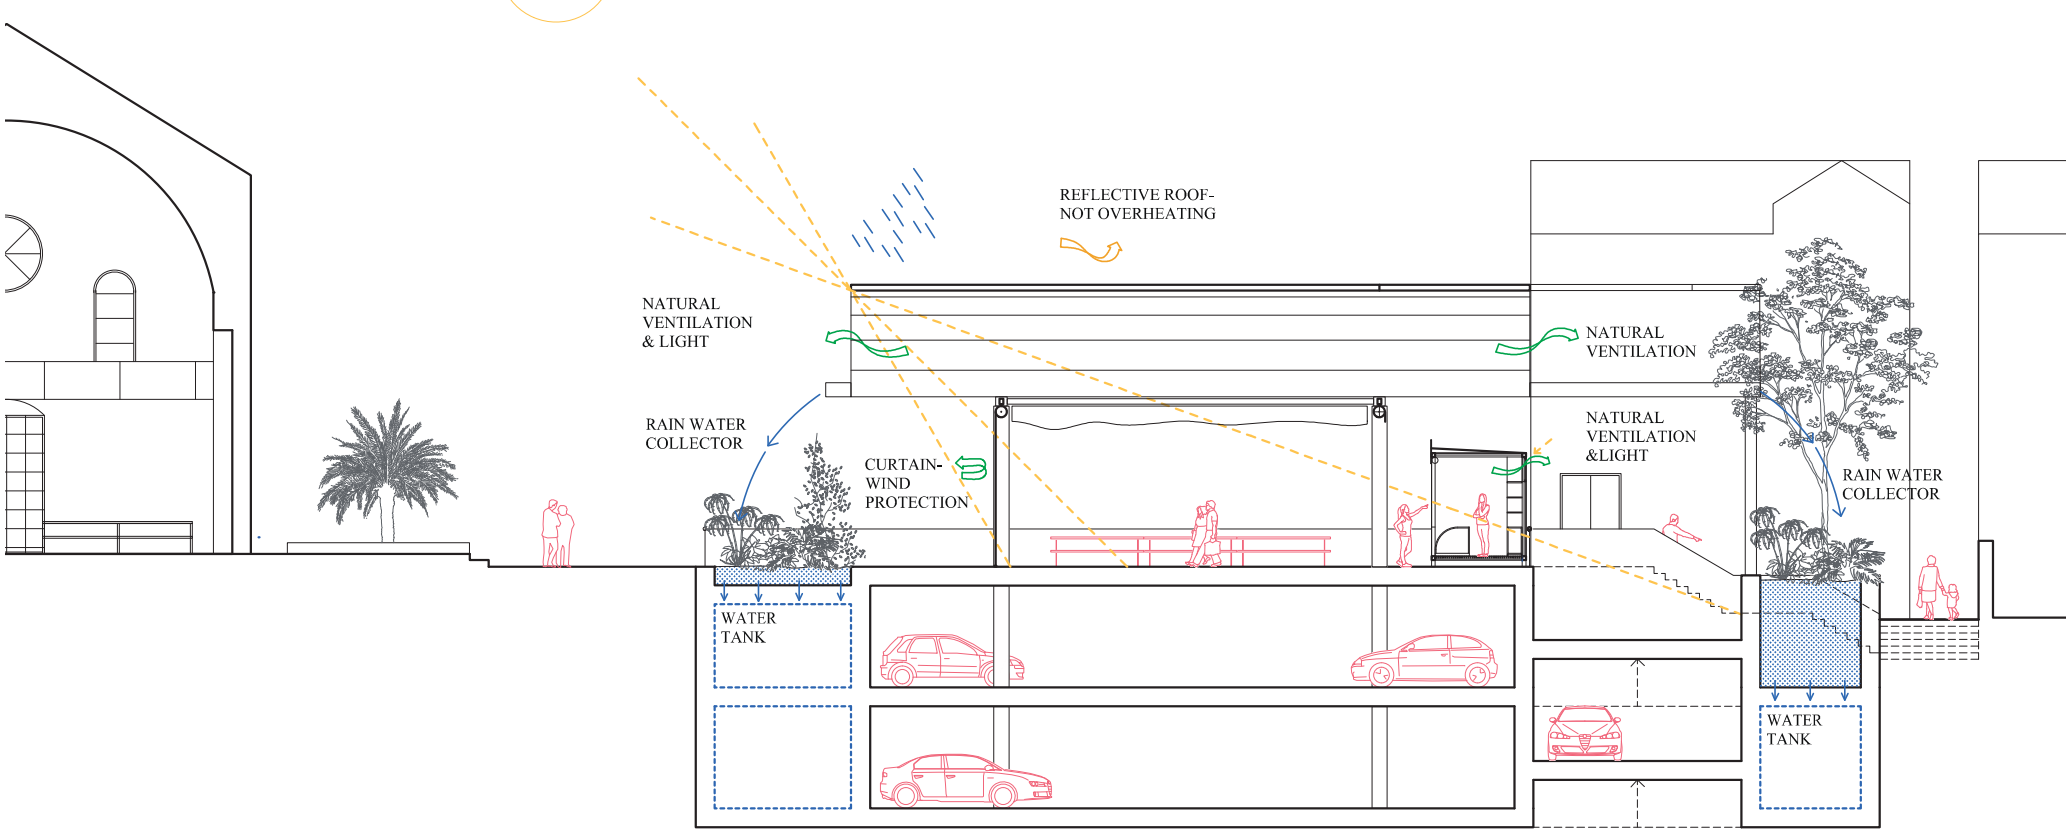 REFLECTIVE ROOF-
NOT OVERHEATING
NATURAL
VENTILATION
& LIGHT
NATURAL
VENTILATION
RAIN WATER
COLLECTOR
CURTAIN-
WIND
PROTECTION
NATURAL
VENTILATION
&LIGHT
RAIN WATER
COLLECTOR
WATER
TANK
WATER
TANK